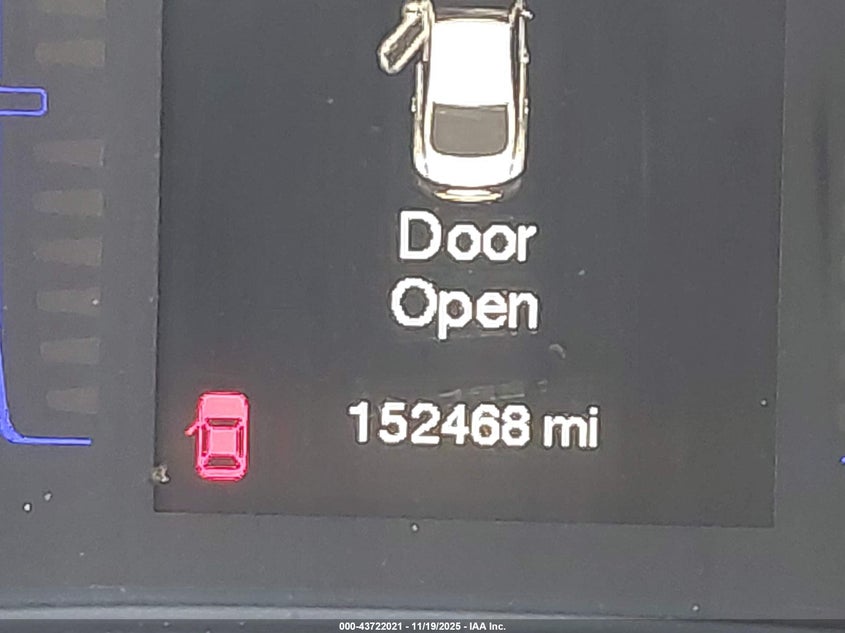 Door
Open
152468 mi
000-43722021 - 11/19/2025 - IAA Inc.